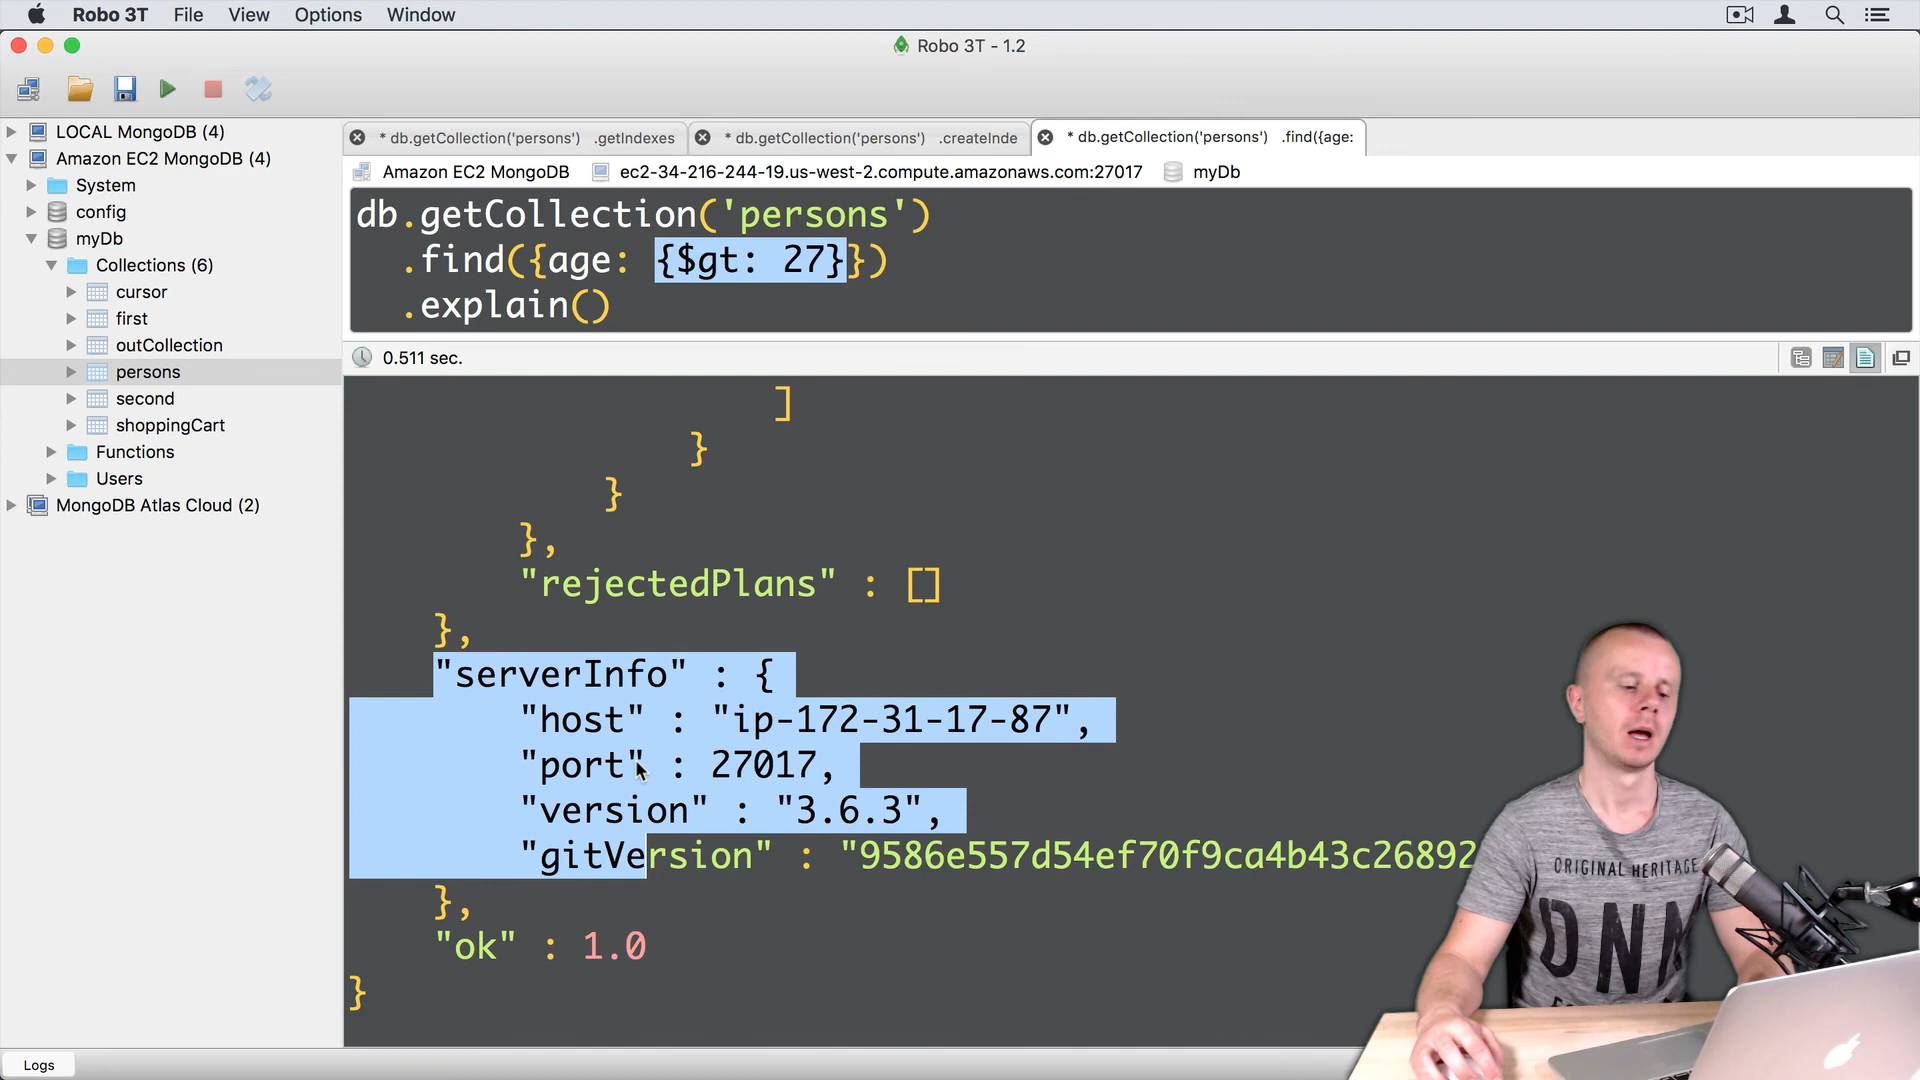 Robo 3T File View Options Window
Robo 3T - 1.2
* db.getCollection('persons') .getIndexes
* db.getCollection('persons') .createInde
* db.getCollection('persons') .find({age:
LOCAL MongoDB (4)
Amazon EC2 MongoDB (4)
System
config
myDb
Collections (6)
cursor
first
outCollection
persons
second
shoppingCart
Functions
Users
MongoDB Atlas Cloud (2)
Amazon EC2 MongoDB ec2-34-216-244-19.us-west-2.compute.amazonaws.com:27017 myDb
db.getCollection('persons')
.find({age: {$gt: 27}})
.explain()
0.511 sec.
]
}
}
},
"rejectedPlans" : []
},
"serverInfo" : {
"host" : "ip-172-31-17-87",
"port" : 27017,
"version" : "3.6.3",
"gitVersion" : "9586e557d54ef70f9ca4b43c26892
},
"ok" : 1.0
}
ORIGINAL HERITAGE
Logs